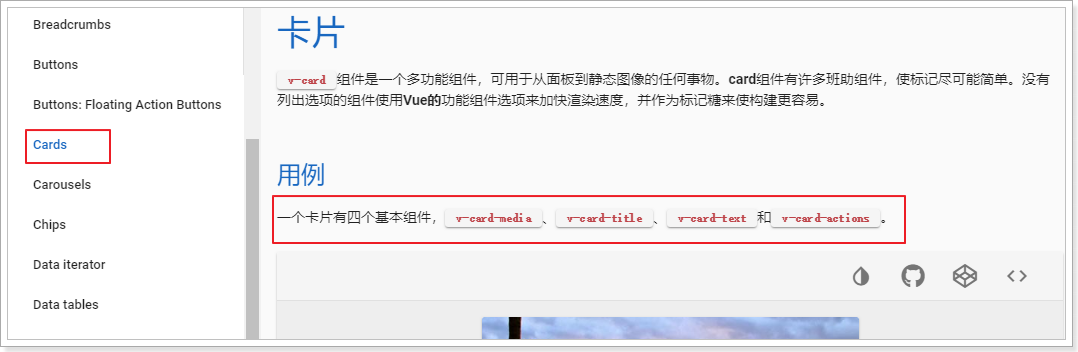 Breadcrumbs
Buttons
Buttons: Floating Action Buttons
Cards
Carousels
Chips
Data iterator
Data tables
卡片
v-card 组件是一个多功能组件，可用于从面板到静态图像的任何事物。card组件有许多班助组件，使标记尽可能简单。没有
列出选项的组件使用Vue的功能组件选项来加快渲染速度，并作为标记糖来使构建更容易。
用例
一个卡片有四个基本组件，v-card-media、v-card-title、v-card-text和v-card-actions。